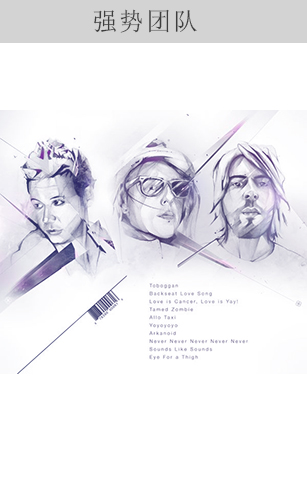 强势团队
Toboggan
Backseat Love Song
Love is Cancer, Love is Yay!
Tamed Zombie
Allo Taxi
Yoyoyoyo
Arkanoid
Never Never Never Never Never
Sounds Like Sounds
Eye For a Thigh